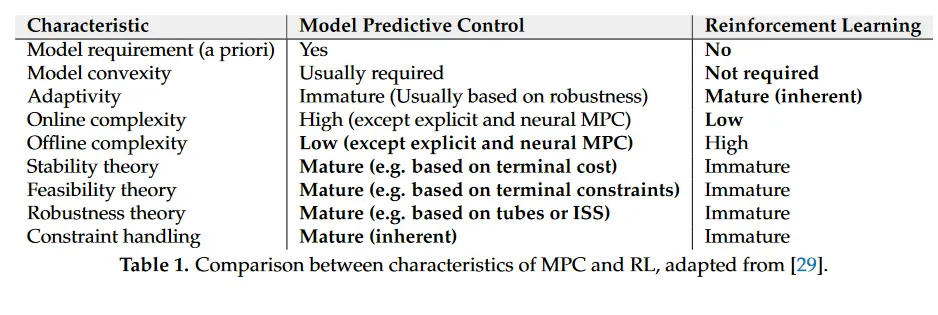 Characteristic Model Predictive Control Reinforcement Learning
Model requirement (a priori) Yes No
Model convexity Usually required Not required
Adaptivity Immature (Usually based on robustness) Mature (inherent)
Online complexity High (except explicit and neural MPC) Low
Offline complexity Low (except explicit and neural MPC) High
Stability theory Mature (e.g. based on terminal cost) Immature
Feasibility theory Mature (e.g. based on terminal constraints) Immature
Robustness theory Mature (e.g. based on tubes or ISS) Immature
Constraint handling Mature (inherent) Immature
Table 1. Comparison between characteristics of MPC and RL, adapted from [29].